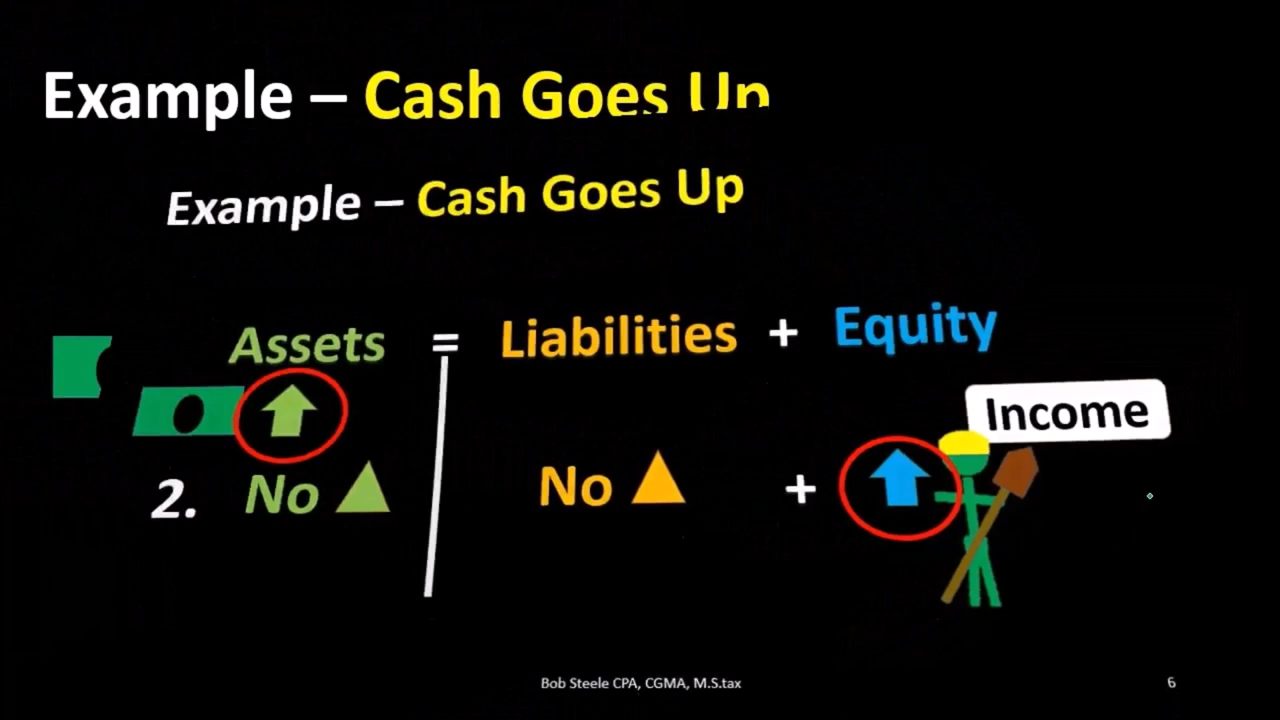 Example – Cash Goes Up
Example – Cash Goes Up
Assets = Liabilities + Equity
Income
2. No No +
Bob Steele CPA, CGMA, M.S.tax 6